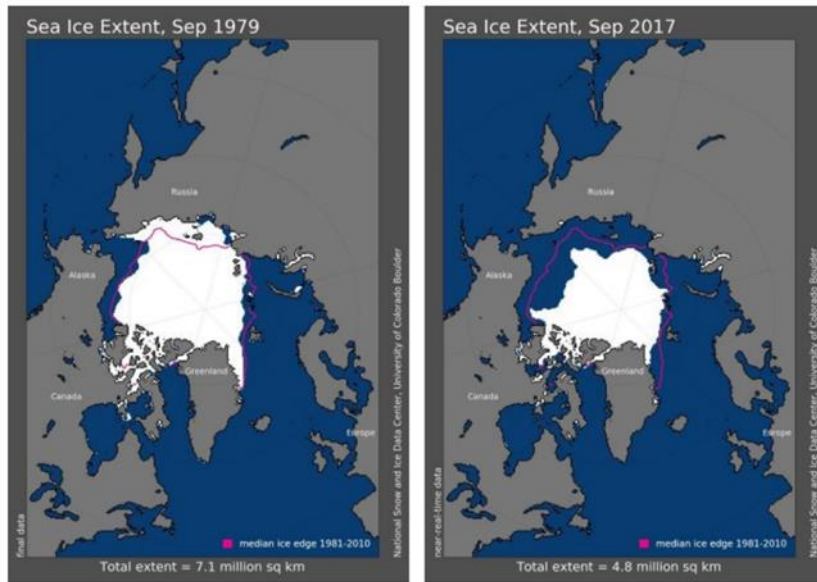 Sea Ice Extent, Sep 1979
Russia
Alaska
Greenland
Canada
Europe
final data
National Snow and Ice Data Center, University of Colorado Boulder
median ice edge 1981-2010
Total extent = 7.1 million sq km
Sea Ice Extent, Sep 2017
Russia
Alaska
Greenland
Canada
Europe
near-real-time data
National Snow and Ice Data Center, University of Colorado Boulder
median ice edge 1981-2010
Total extent = 4.8 million sq km